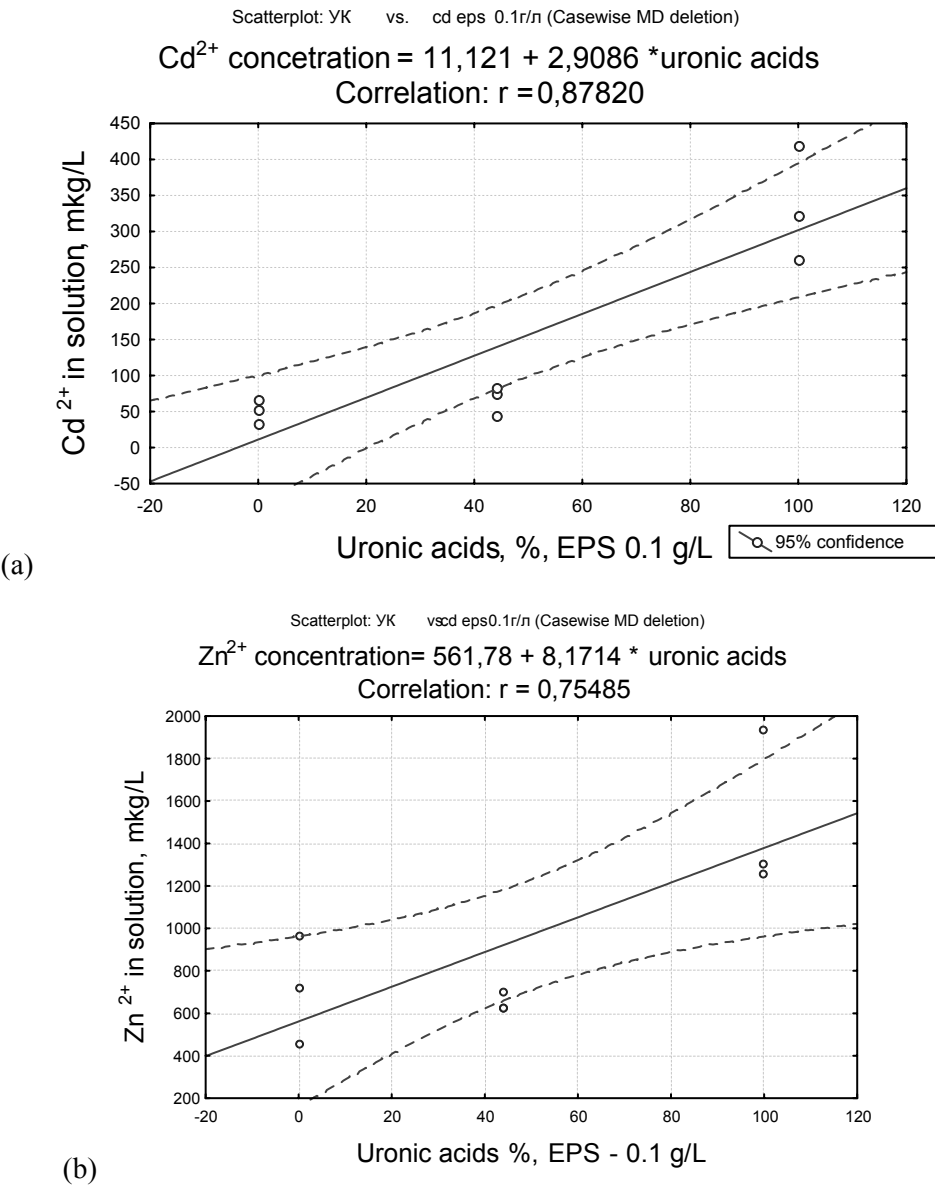 Scatterplot: УК vs. cd eps 0.1г/л (Casewise MD deletion)
Cd2+ concetration = 11,121 + 2,9086 *uronic acids
Correlation: r = 0,87820
450
400
350
300
250
200
150
100
50
0
-50
Cd 2+ in solution, mkg/L
-20 0 20 40 60 80 100 120
Uronic acids, %, EPS 0.1 g/L
95% confidence
(a)
Scatterplot: УК vscd eps0.1г/л (Casewise MD deletion)
Zn2+ concentration= 561,78 + 8,1714 * uronic acids
Correlation: r = 0,75485
2000
1800
1600
1400
1200
1000
800
600
400
200
Zn 2+ in solution, mkg/L
-20 0 20 40 60 80 100 120
Uronic acids %, EPS - 0.1 g/L
(b)